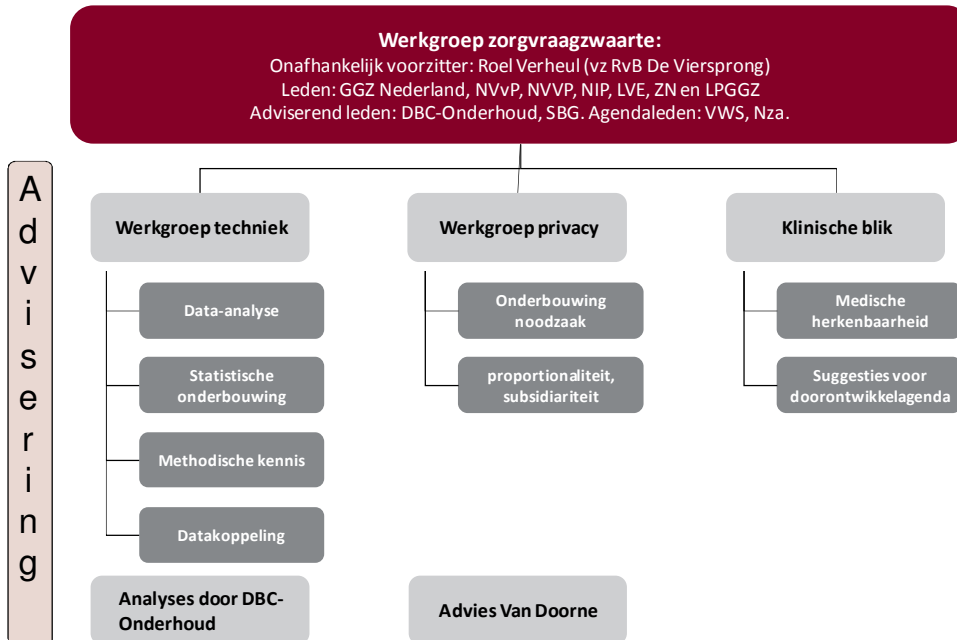 Werkgroep zorgvraagzwaarte:
Onafhankelijk voorzitter: Roel Verheul (vz RvB De Viersprong)
Leden: GGZ Nederland, NVvP, NVVP, NIP, LVE, ZN en LPGGZ
Adviserend leden: DBC-Onderhoud, SBG. Agendaleden: VWS, Nza.
Advisering
Werkgroep techniek
Data-analyse
Statistische
onderbouwing
Methodische kennis
Datakoppeling
Analyses door DBC-
Onderhoud
Werkgroep privacy
Onderbouwing
noodzaak
proportionaliteit,
subsidiariteit
Advies Van Doorne
Klinische blik
Medische
herkenbaarheid
Suggesties voor
doorontwikkelagenda